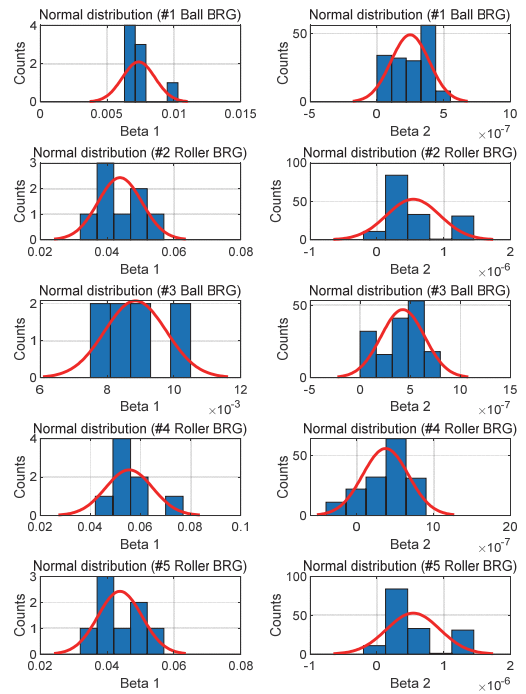 Normal distribution (#1 Ball BRG)
Counts
4
2
0
0 0.005 0.01 0.015
Beta 1
50
0
-5 0 5 10
Beta 2
×10⁻⁷
Normal distribution (#2 Roller BRG)
Counts
3
2
1
0
0.02 0.04 0.06 0.08
Beta 1
Normal distribution (#2 Roller BRG)
Counts
100
50
0
-1 0 1 2
Beta 2
×10⁻⁶
Normal distribution (#3 Ball BRG)
Counts
2
1
0
6 8 10 12
Beta 1
×10⁻³
Normal distribution (#3 Ball BRG)
Counts
50
0
-5 0 5 10 15
Beta 2
×10⁻⁷
Normal distribution (#4 Roller BRG)
Counts
4
2
0
0.02 0.04 0.06 0.08 0.1
Beta 1
Normal distribution (#4 Roller BRG)
Counts
50
0
0 10 20
Beta 2
×10⁻⁷
Normal distribution (#5 Roller BRG)
Counts
3
2
1
0
0.02 0.04 0.06 0.08
Beta 1
Normal distribution (#5 Roller BRG)
Counts
100
50
0
-1 0 1 2
Beta 2
×10⁻⁶